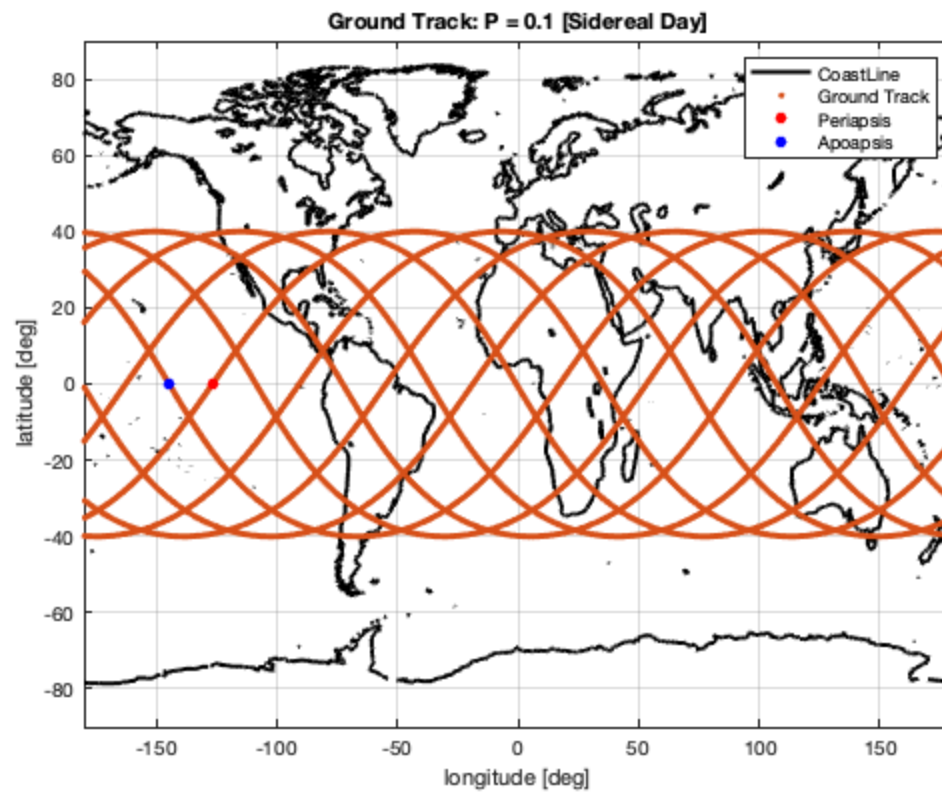 Ground Track: P = 0.1 [Sidereal Day]
CoastLine
Ground Track
Periapsis
Apoapsis
80
60
40
20
0
-20
-40
-60
-80
latitude [deg]
-150
-100
-50
0
50
100
150
longitude [deg]